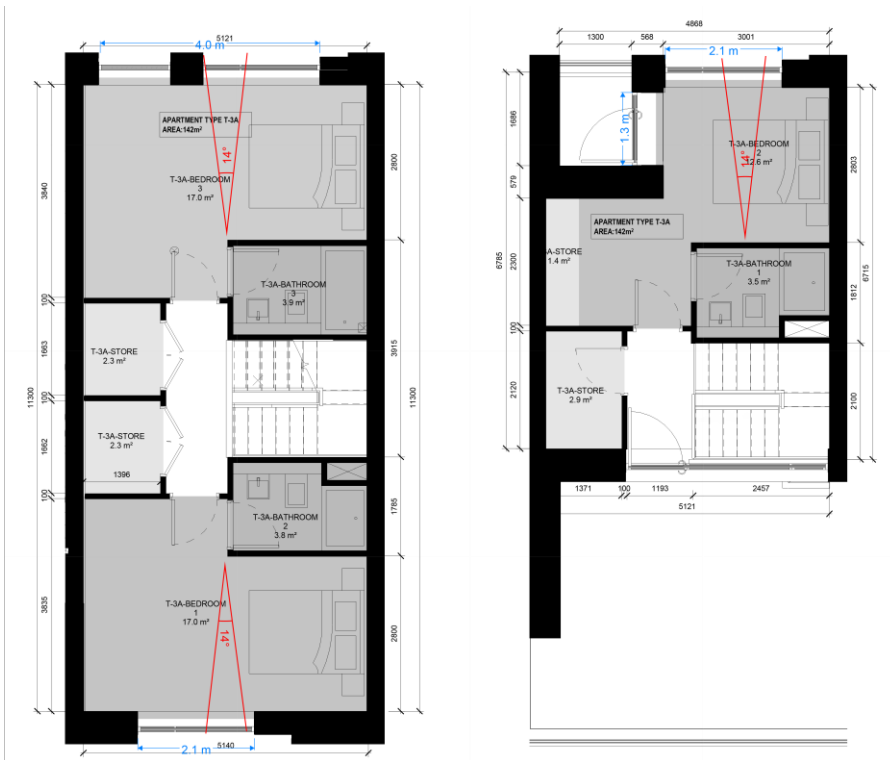 5121
4.0 m
APARTMENT TYPE T-3A
AREA:142m²
14°
T-3A-BEDROOM
3
17.0 m²
3840
2800
T-3A-BATHROOM
3
3.9 m²
100
T-3A-STORE
2.3 m²
1663
3915
11300
100
11300
T-3A-STORE
2.3 m²
1662
1396
100
T-3A-BATHROOM
2
3.8 m²
1785
T-3A-BEDROOM
1
17.0 m²
14°
3835
2800
2.1 m
5140
4868
1300
568
3001
2.1 m
1686
1.3 m
T-3A-BEDROOM
2
12.6 m²
14°
2803
579
APARTMENT TYPE T-3A
AREA:142m²
A-STORE
1.4 m²
6785
2300
T-3A-BATHROOM
1
3.5 m²
1812
6715
100
T-3A-STORE
2.9 m²
2120
2100
1371
100
1193
2457
5121